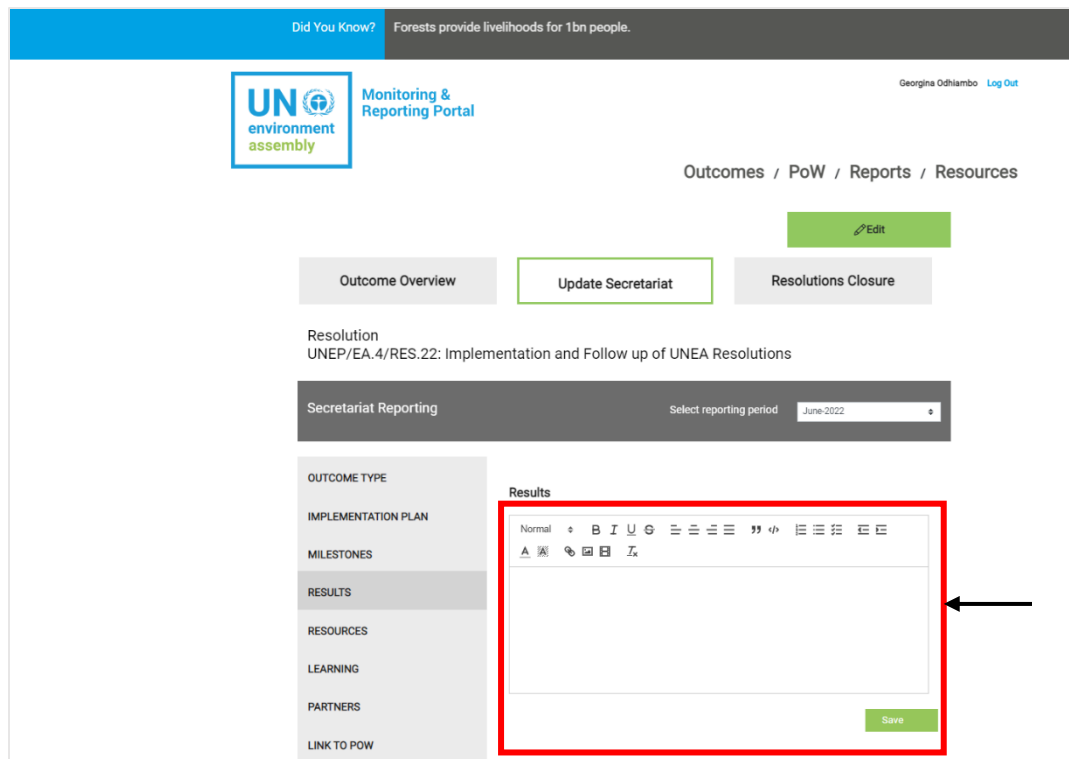 Did You Know? Forests provide livelihoods for 1bn people.
UN
environment
assembly
Monitoring &
Reporting Portal
Georgina Odhiambo Log Out
Outcomes / PoW / Reports / Resources
Edit
Outcome Overview
Update Secretariat
Resolutions Closure
Resolution
UNEP/EA.4/RES.22: Implementation and Follow up of UNEA Resolutions
Secretariat Reporting
Select reporting period
June-2022
OUTCOME TYPE
IMPLEMENTATION PLAN
MILESTONES
RESULTS
RESOURCES
LEARNING
PARTNERS
LINK TO POW
Results
Normal B I U S
A A
Save